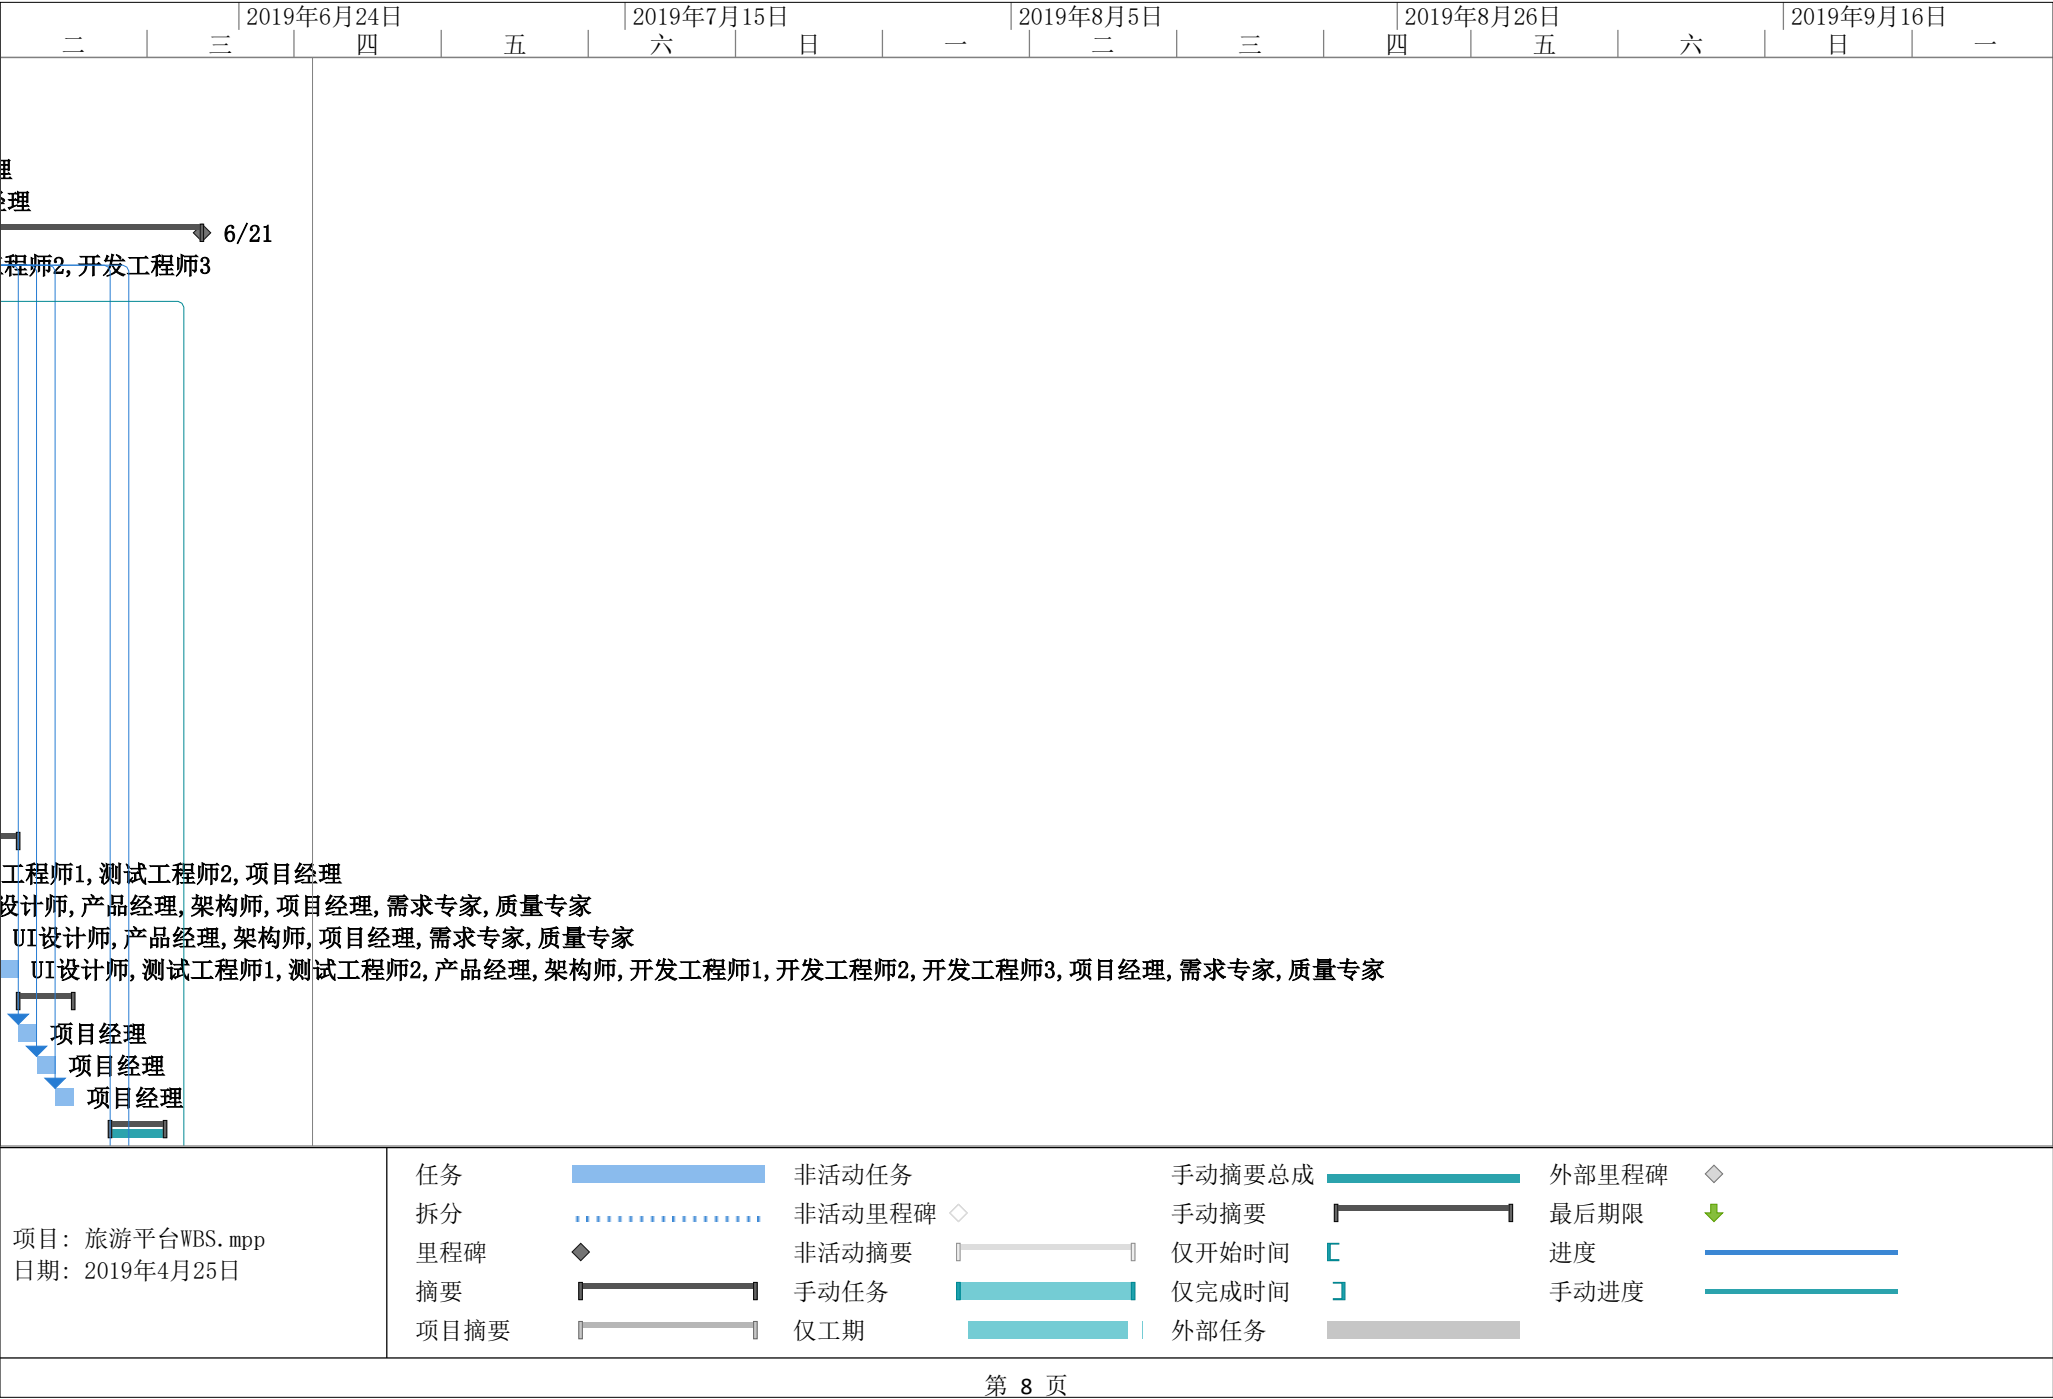 2019年6月24日 2019年7月15日 2019年8月5日 2019年8月26日 2019年9月16日
二 三 四 五 六 日 一 二 三 四 五 六 日 一
理
经理
6/21
程师2,开发工程师3
工程师1,测试工程师2,项目经理
设计师,产品经理,架构师,项目经理,需求专家,质量专家
UI设计师,产品经理,架构师,项目经理,需求专家,质量专家
UI设计师,测试工程师1,测试工程师2,产品经理,架构师,开发工程师1,开发工程师2,开发工程师3,项目经理,需求专家,质量专家
项目经理
项目经理
项目经理
项目: 旅游平台WBS.mpp
日期: 2019年4月25日
任务 非活动任务 手动摘要总成 外部里程碑
拆分 非活动里程碑 手动摘要 最后期限
里程碑 非活动摘要 仅开始时间 进度
摘要 手动任务 仅完成时间 手动进度
项目摘要 仅工期 外部任务
第 8 页